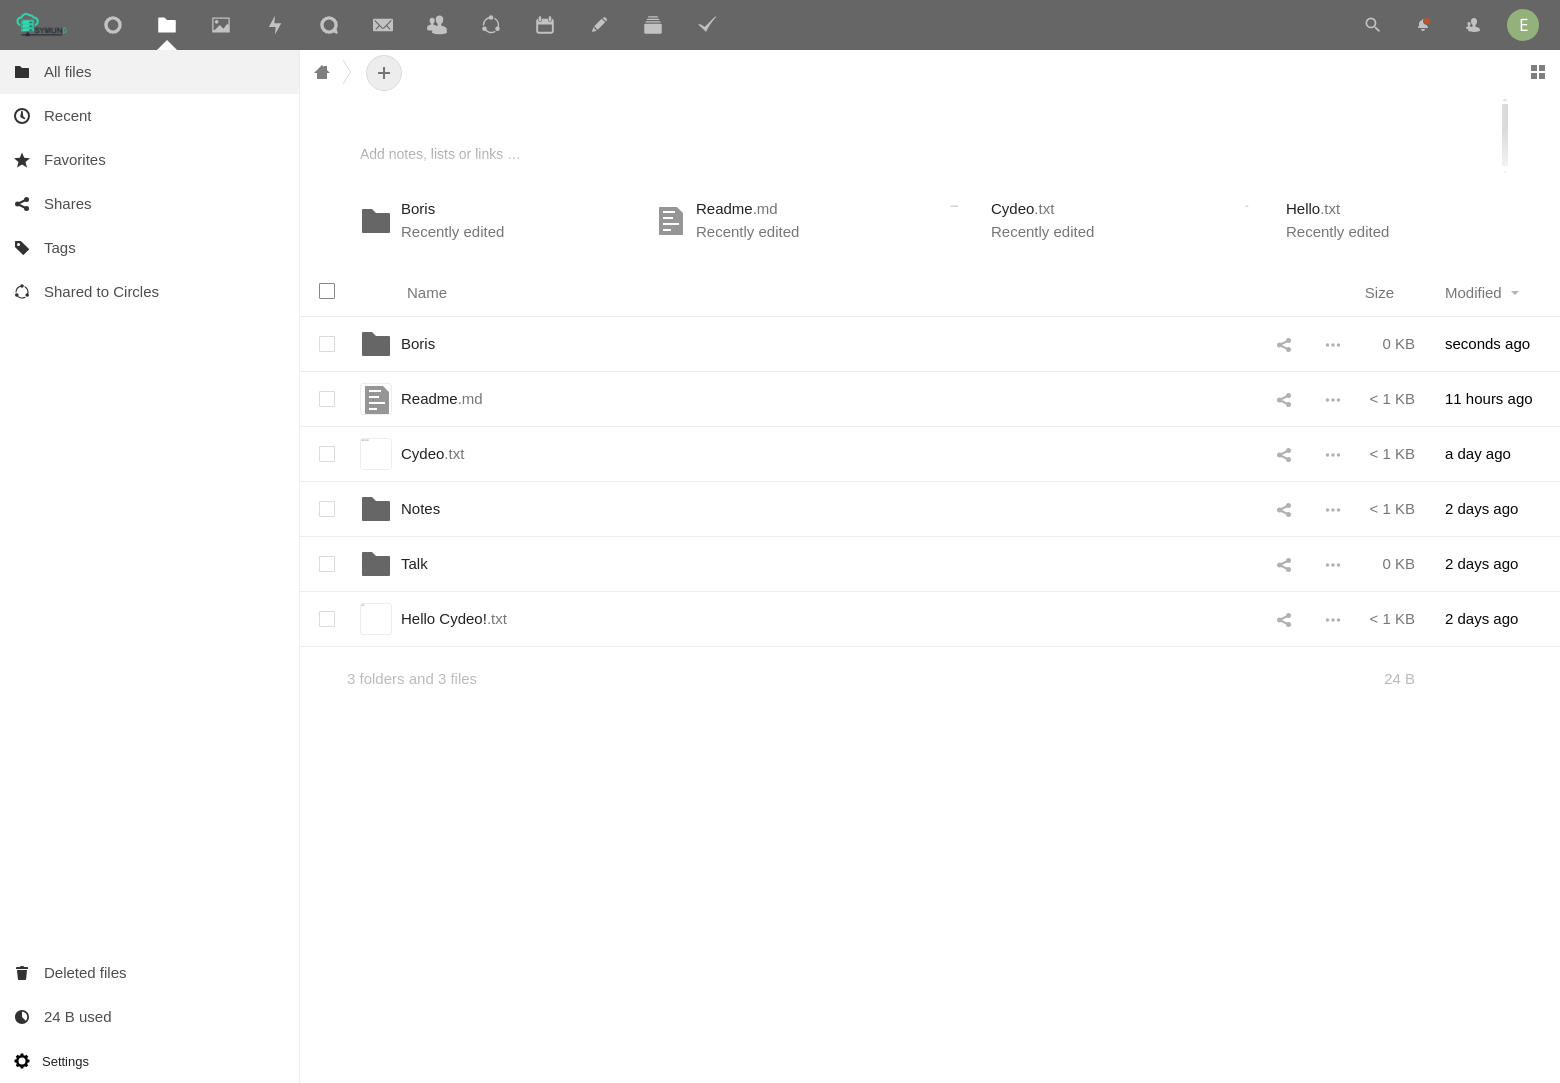 E
All files
Recent
Favorites
Shares
Tags
Shared to Circles
Deleted files
24 B used
Settings
Add notes, lists or links …
Boris
Recently edited
Readme.md
Recently edited
Cydeo.txt
Recently edited
Hello.txt
Recently edited
Name Size Modified
Boris 0 KB seconds ago
Readme.md < 1 KB 11 hours ago
Cydeo.txt < 1 KB a day ago
Notes < 1 KB 2 days ago
Talk 0 KB 2 days ago
Hello Cydeo!.txt < 1 KB 2 days ago
3 folders and 3 files 24 B